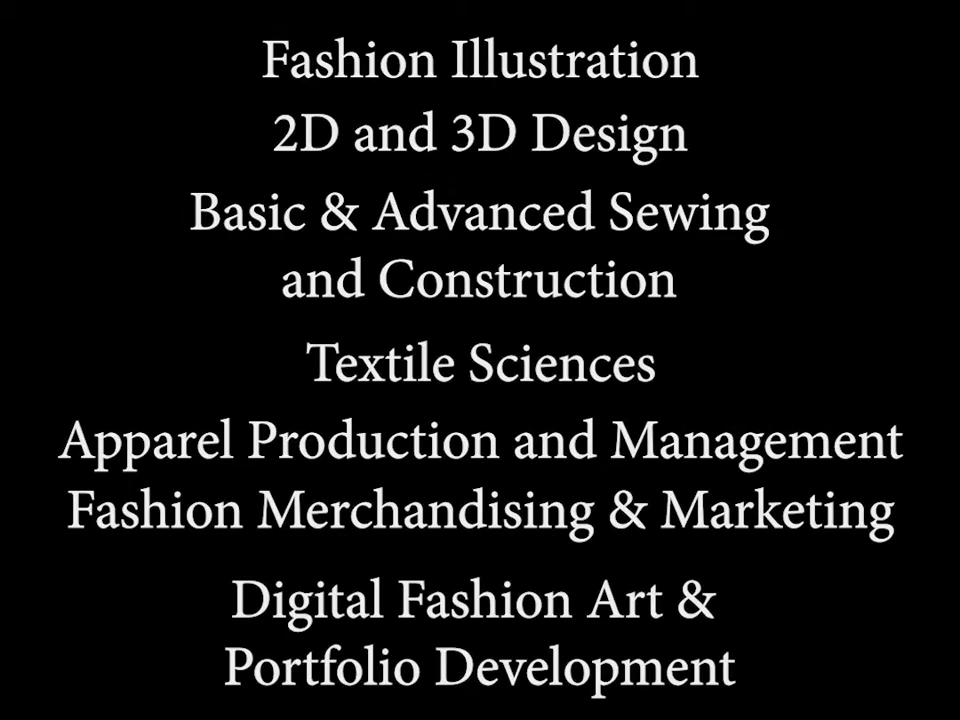 Fashion Illustration
2D and 3D Design
Basic & Advanced Sewing
and Construction
Textile Sciences
Apparel Production and Management
Fashion Merchandising & Marketing
Digital Fashion Art &
Portfolio Development